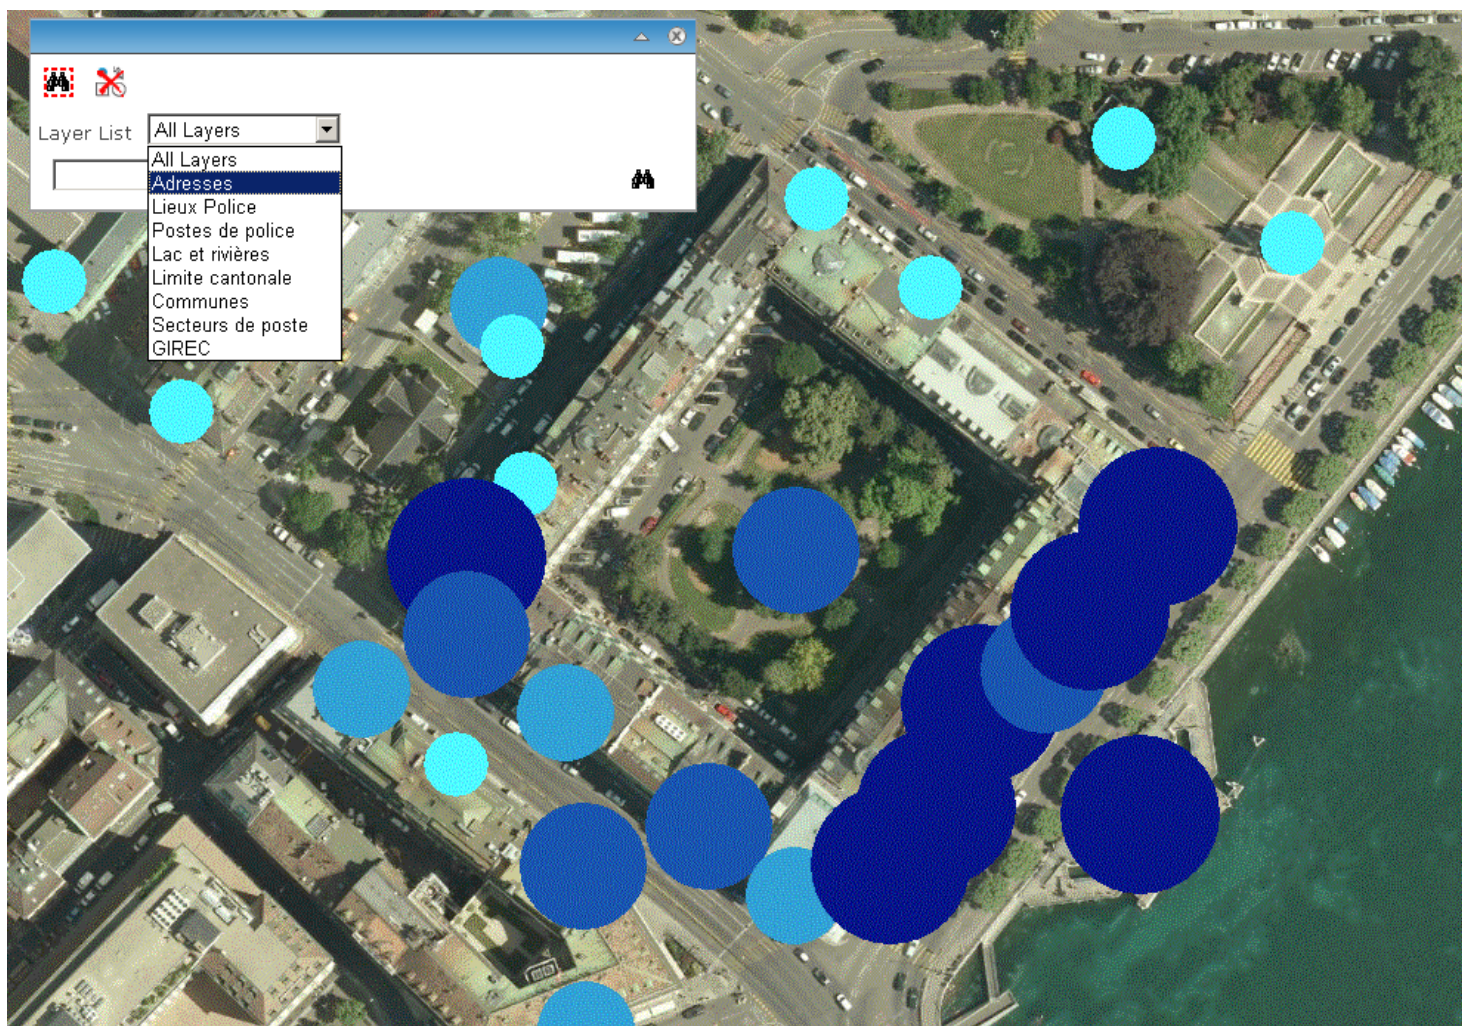 Layer List
All Layers
All Layers
Adresses
Lieux Police
Postes de police
Lac et rivières
Limite cantonale
Communes
Secteurs de poste
GIREC